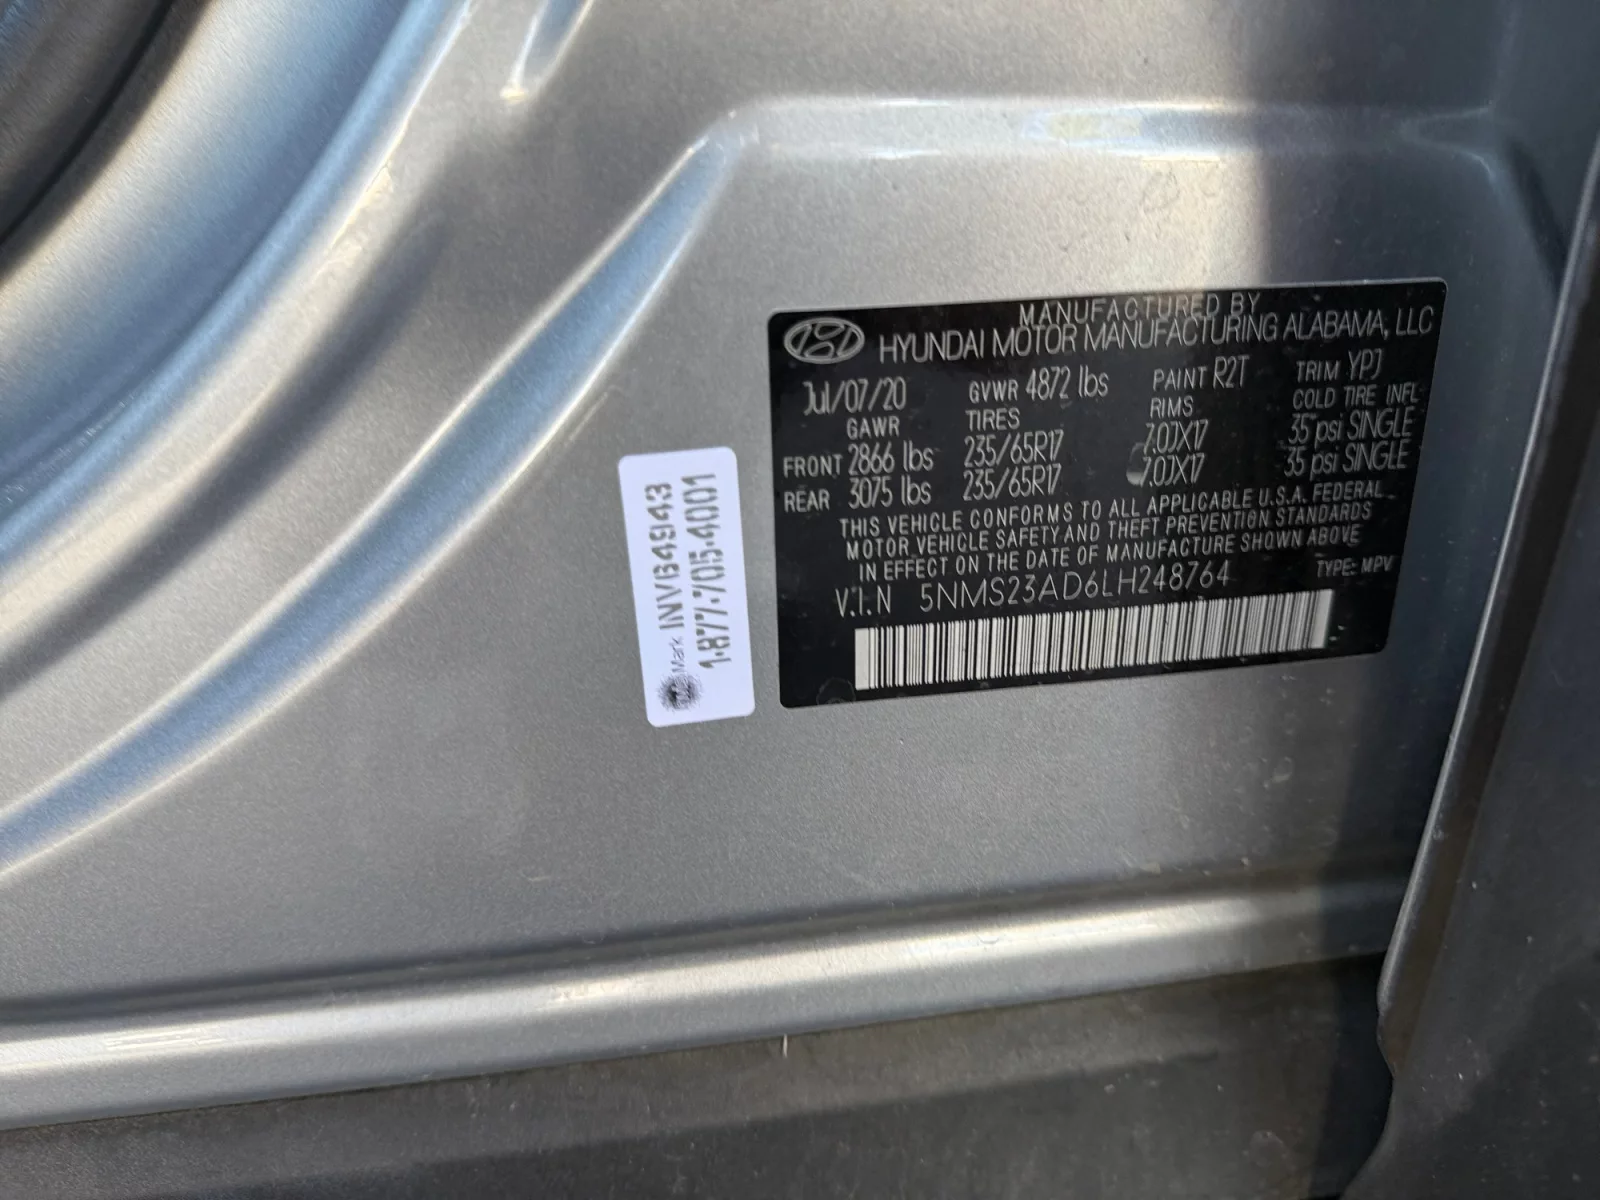 MANUFACTURED BY
HYUNDAI MOTOR MANUFACTURING ALABAMA, LLC
Jul/07/20 GVWR 4872 lbs PAINT R2T TRIM YPJ
GAWR TIRES RIMS COLD TIRE INFL
FRONT 2866 lbs 235/65R17 7.0JX17 35 psi SINGLE
REAR 3075 lbs 235/65R17 7.0JX17 35 psi SINGLE
THIS VEHICLE CONFORMS TO ALL APPLICABLE U.S.A. FEDERAL
MOTOR VEHICLE SAFETY AND THEFT PREVENTION STANDARDS
IN EFFECT ON THE DATE OF MANUFACTURE SHOWN ABOVE
V.I.N 5NMS23AD6LH248764 TYPE: MPV
Mark INV64943
1·877·705·4001